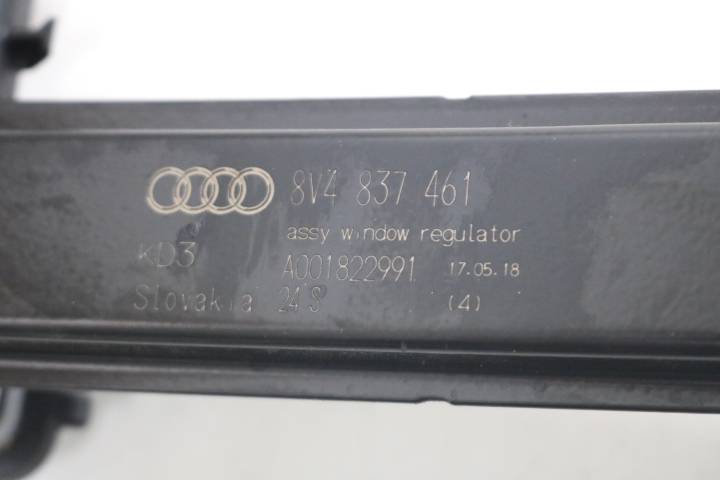 8V4 837 461
assy window regulator
KD3 A001822991 17.05.18
Slovakia 24'S (4)